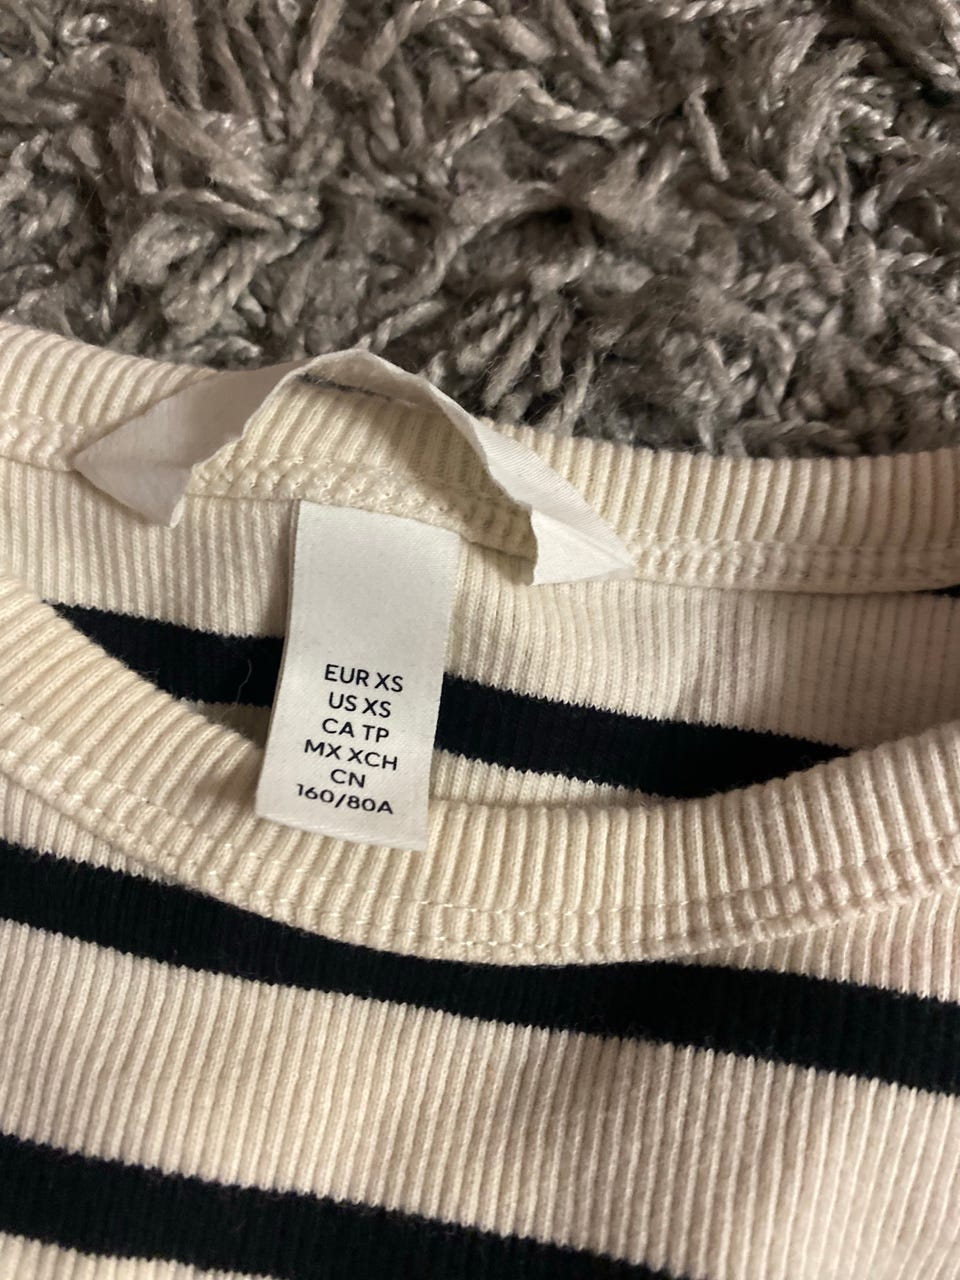 EUR XS
US XS
CA TP
MX XCH
CN
160/80A